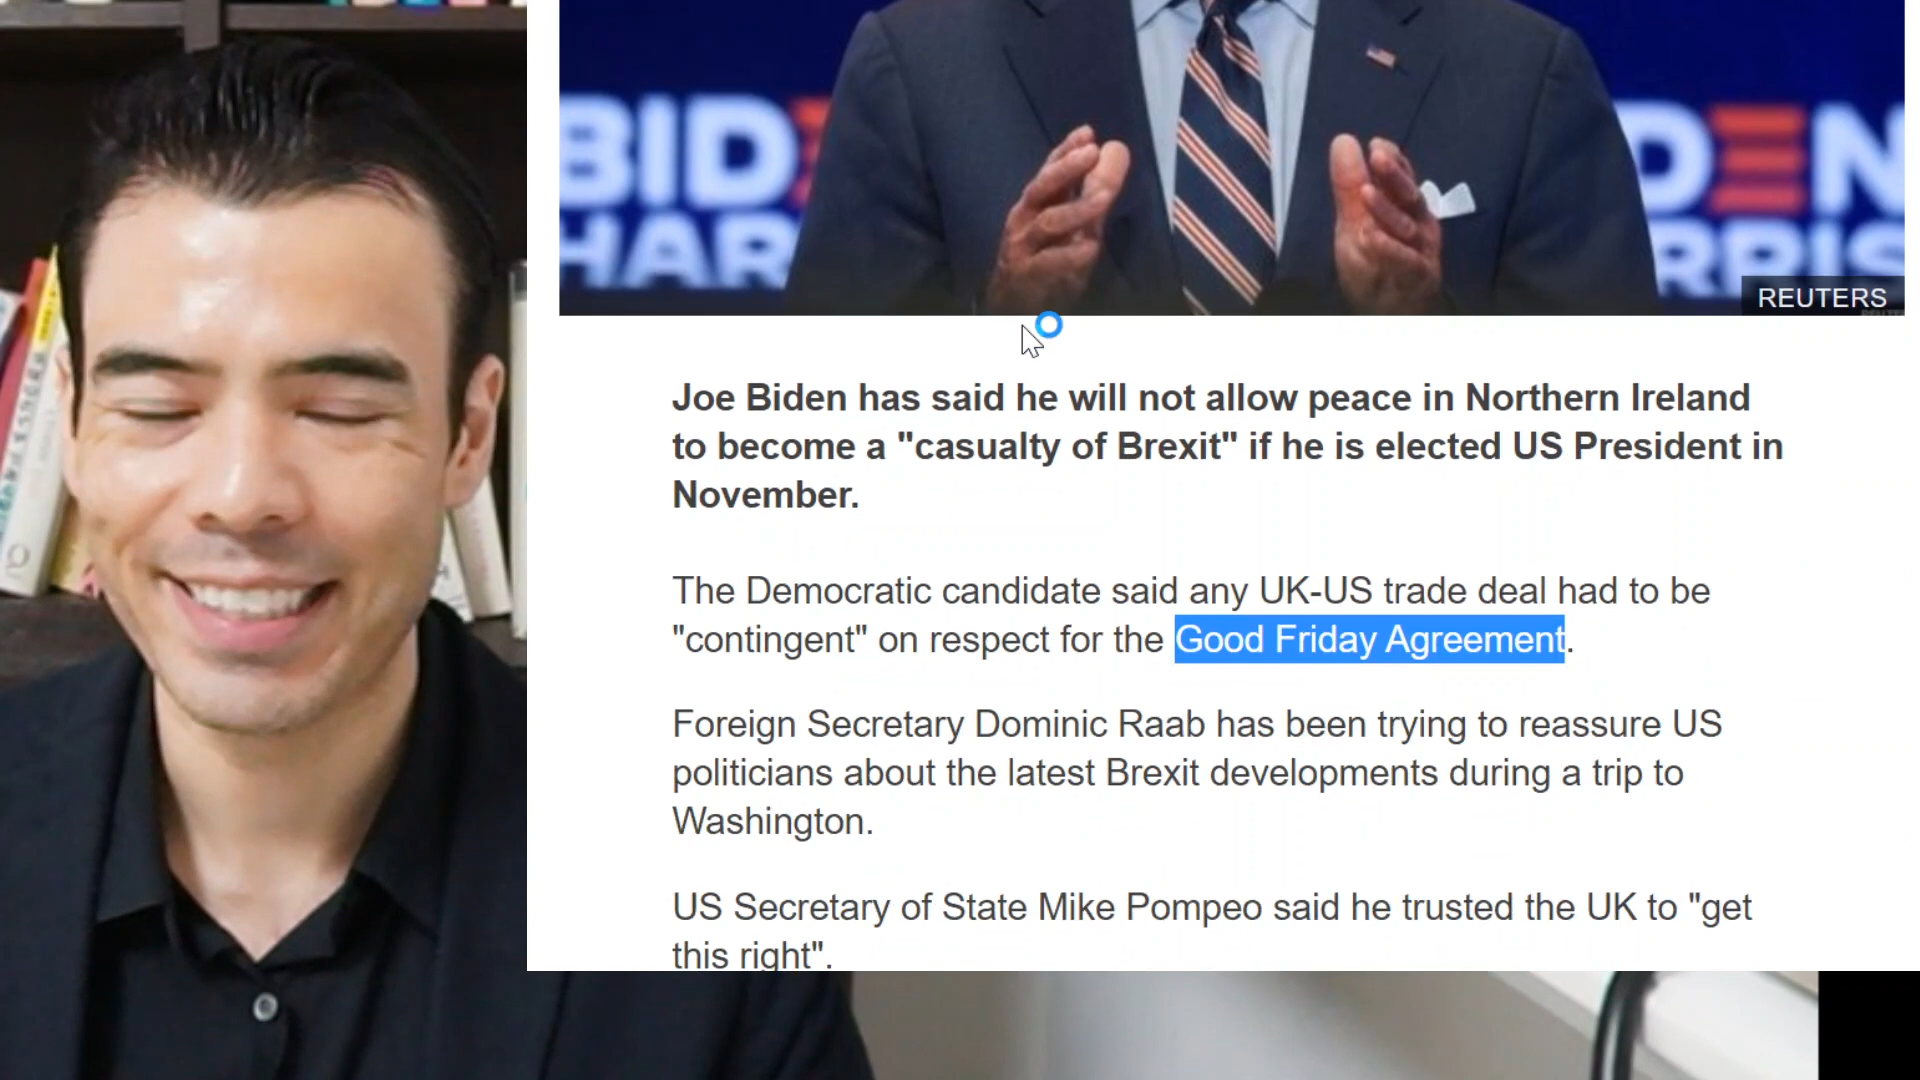 BIDE
HAR
DEN
RRIS
REUTERS
Joe Biden has said he will not allow peace in Northern Ireland
to become a "casualty of Brexit" if he is elected US President in
November.
The Democratic candidate said any UK-US trade deal had to be
"contingent" on respect for the Good Friday Agreement.
Foreign Secretary Dominic Raab has been trying to reassure US
politicians about the latest Brexit developments during a trip to
Washington.
US Secretary of State Mike Pompeo said he trusted the UK to "get
this right".